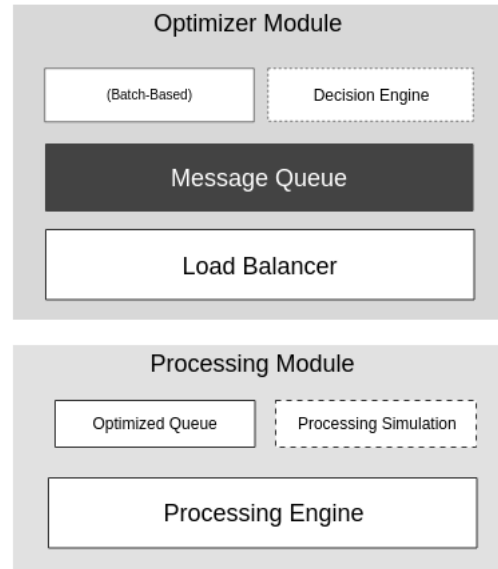 Optimizer Module
(Batch-Based)
Decision Engine
Message Queue
Load Balancer
Processing Module
Optimized Queue
Processing Simulation
Processing Engine